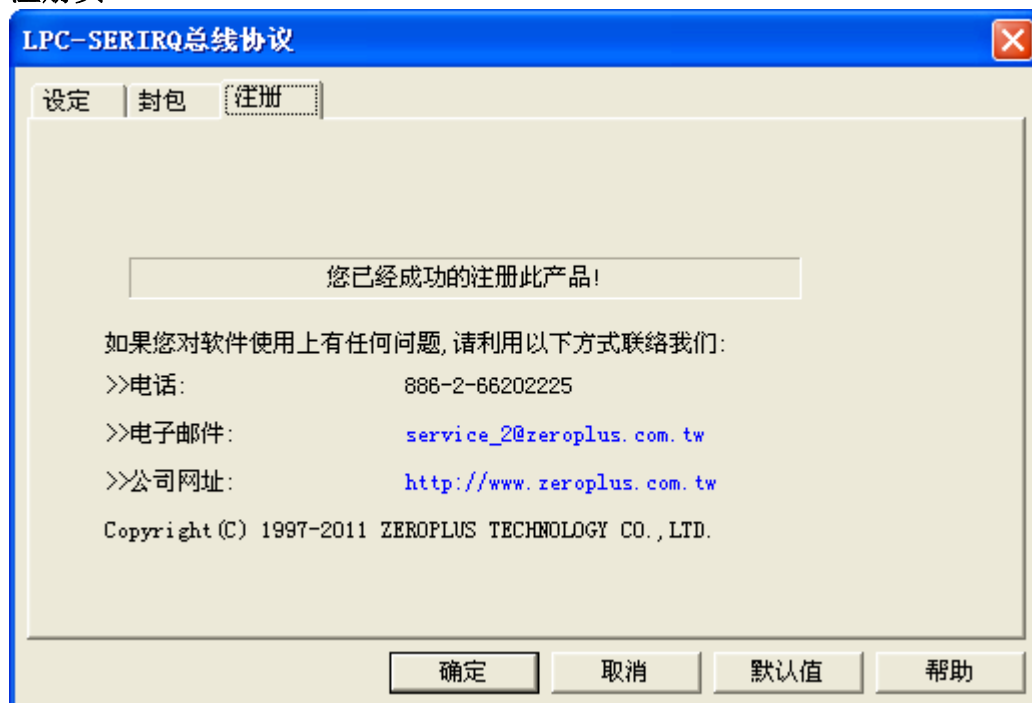 LPC-SERIRQ总线协议
设定 封包 注册
您已经成功的注册此产品!
如果您对软件使用上有任何问题,请利用以下方式联络我们:
>>电话: 886-2-66202225
>>电子邮件: service_2@zeroplus.com.tw
>>公司网址: http://www.zeroplus.com.tw
Copyright(C) 1997-2011 ZEROPLUS TECHNOLOGY CO.,LTD.
确定 取消 默认值 帮助